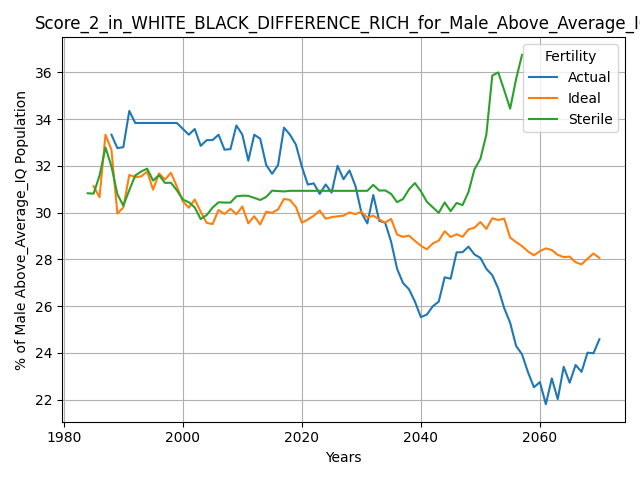 Score_2_in_WHITE_BLACK_DIFFERENCE_RICH_for_Male_Above_Average_I
% of Male Above_Average_IQ Population
36
34
32
30
28
26
24
22
1980
2000
2020
2040
2060
Years
Fertility
Actual
Ideal
Sterile